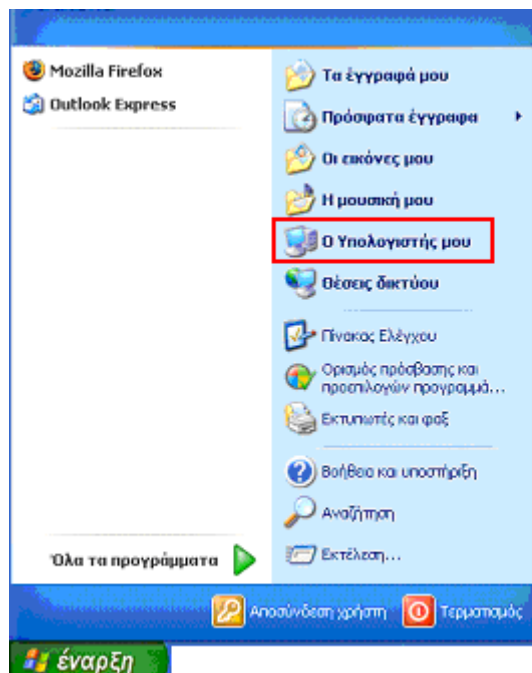 Mozilla Firefox
Outlook Express
Όλα τα προγράμματα
Τα έγγραφά μου
Πρόσφατα έγγραφα
Οι εικόνες μου
Η μουσική μου
Ο Υπολογιστής μου
Θέσεις δικτύου
Πίνακας Ελέγχου
Ορισμός πρόσβασης και
προεπιλογών προγραμμά...
Εκτυπωτές και φαξ
Βοήθεια και υποστήριξη
Αναζήτηση
Εκτέλεση...
Αποσύνδεση χρήστη
Τερματισμός
έναρξη